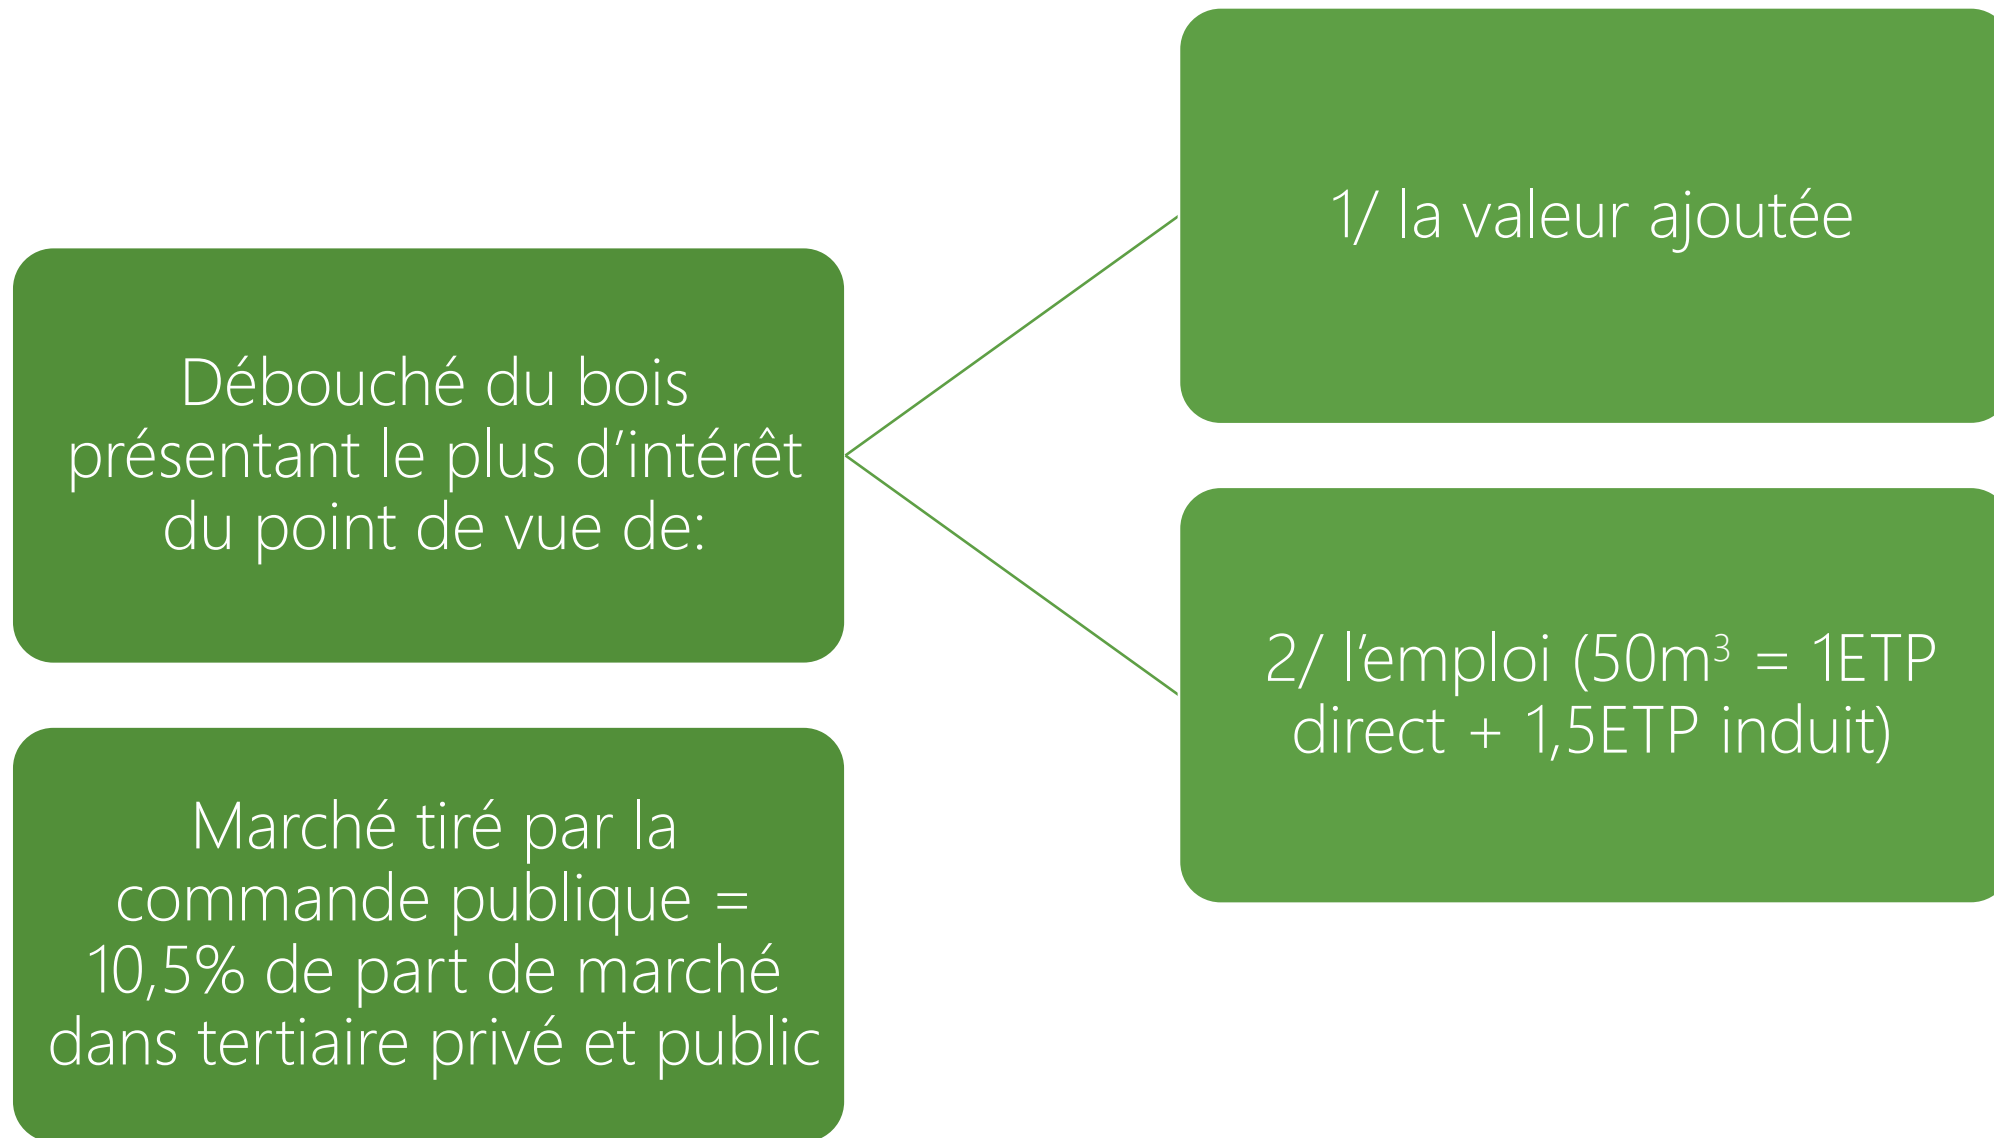 Débouché du bois
présentant le plus d’intérêt
du point de vue de:
1/ la valeur ajoutée
2/ l’emploi (50m³ = 1ETP
direct + 1,5ETP induit)
Marché tiré par la
commande publique =
10,5% de part de marché
dans tertiaire privé et public